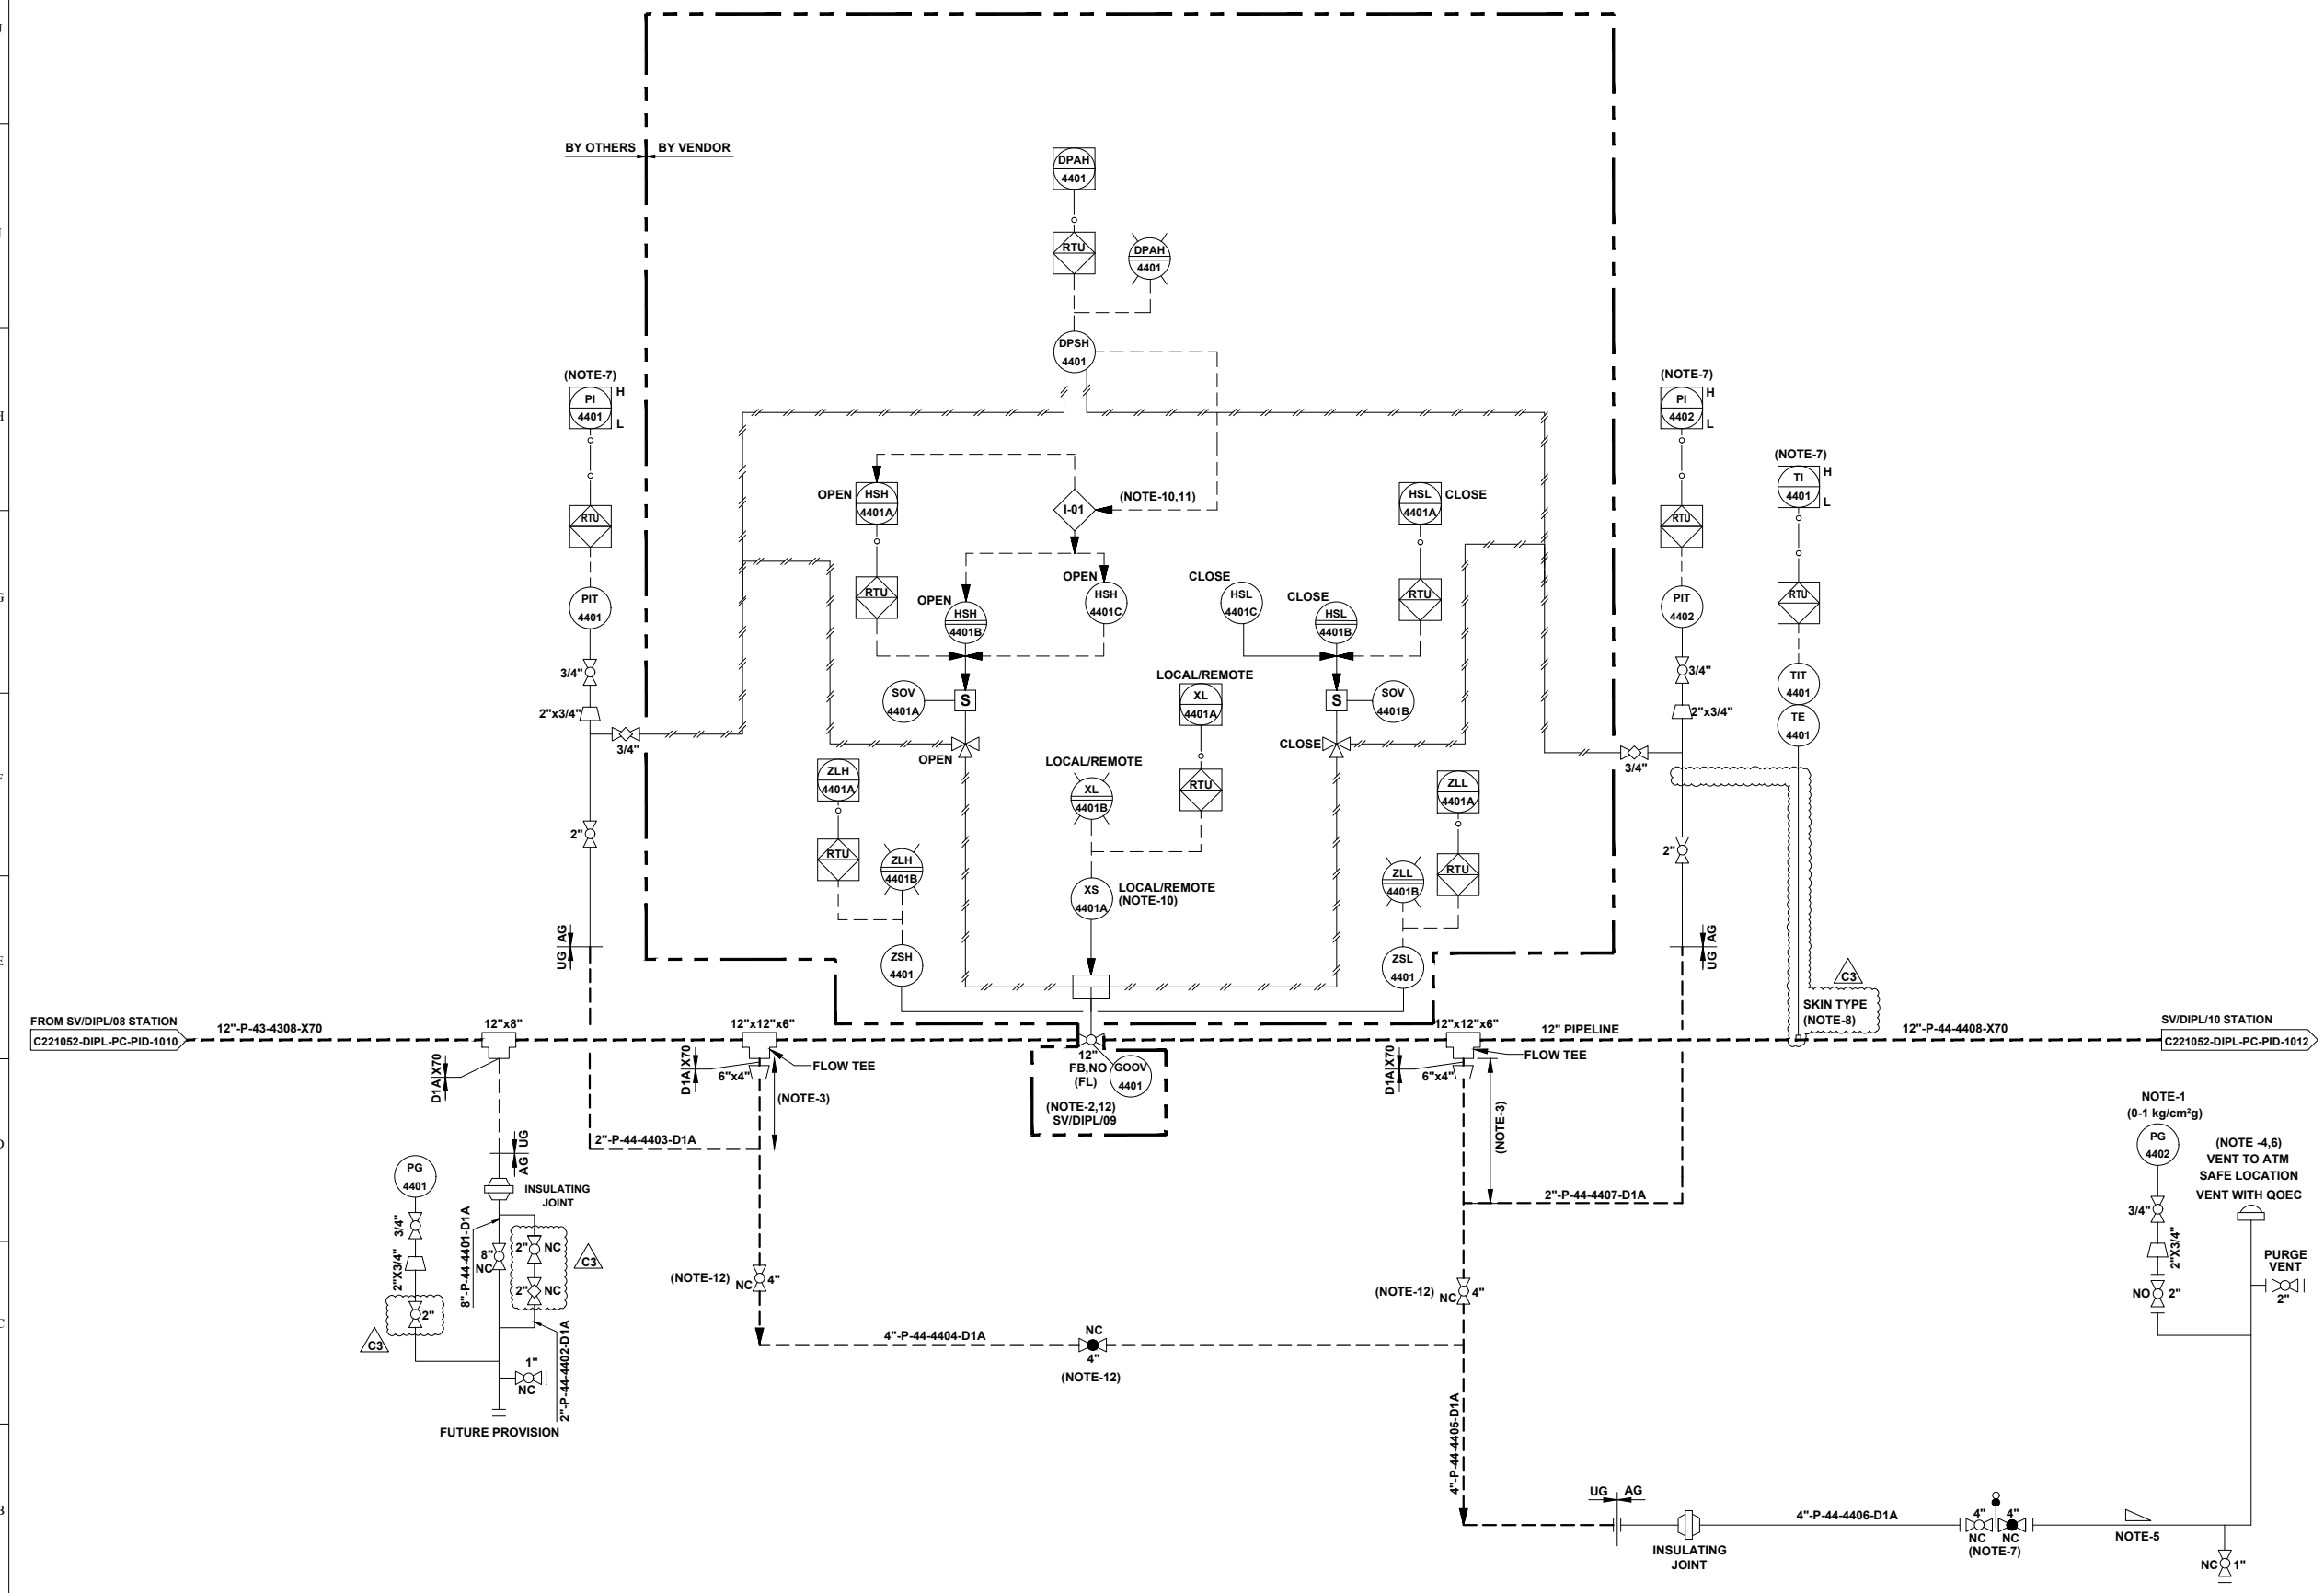 BY OTHERS
BY VENDOR
DPAH
4401
RTU
DPAH
4401
DPSH
4401
(NOTE-7)
PI
4401
H
L
RTU
PIT
4401
3/4"
2"x3/4"
3/4"
2"
UG
AG
OPEN
HSH
4401A
RTU
I-01
(NOTE-10,11)
OPEN
HSH
4401B
OPEN
HSH
4401C
HSL
4401A
CLOSE
RTU
CLOSE
HSL
4401C
CLOSE
HSL
4401B
SOV
4401A
S
OPEN
S
SOV
4401B
CLOSE
LOCAL/REMOTE
XL
4401A
RTU
LOCAL/REMOTE
XL
4401B
XS
4401A
LOCAL/REMOTE
(NOTE-10)
ZLH
4401A
RTU
ZLH
4401B
ZSH
4401
ZLL
4401A
RTU
ZLL
4401B
ZSL
4401
(NOTE-7)
PI
4402
H
L
RTU
PIT
4402
3/4"
2"x3/4"
3/4"
2"
UG
AG
(NOTE-7)
TI
4401
H
L
RTU
TIT
4401
TE
4401
C3
SKIN TYPE
(NOTE-8)
FROM SV/DIPL/08 STATION
C221052-DIPL-PC-PID-1010
12"-P-43-4308-X70
12"x8"
D1A
X70
12"x12"x6"
FLOW TEE
D1A
X70
6"x4"
(NOTE-3)
12"
FB,NO
(FL)
GOOV
4401
(NOTE-2,12)
SV/DIPL/09
12"x12"x6"
FLOW TEE
D1A
X70
6"x4"
(NOTE-3)
12" PIPELINE
12"-P-44-4408-X70
SV/DIPL/10 STATION
C221052-DIPL-PC-PID-1012
2"-P-44-4403-D1A
2"-P-44-4407-D1A
AG
UG
INSULATING
JOINT
PG
4401
3/4"
2"X3/4"
2"
C3
8"-P-44-4401-D1A
8"
NC
2"
NC
2"
NC
C3
2"-P-44-4402-D1A
1"
NC
FUTURE PROVISION
(NOTE-12)
NC
4"
4"-P-44-4404-D1A
NC
4"
(NOTE-12)
(NOTE-12)
NC
4"
4"-P-44-4405-D1A
UG
AG
INSULATING
JOINT
4"-P-44-4406-D1A
4"
4"
NC
NC
(NOTE-7)
NOTE-5
NC
1"
NOTE-1
(0-1 kg/cm²g)
PG
4402
3/4"
2"X3/4"
NO
2"
(NOTE -4,6)
VENT TO ATM
SAFE LOCATION
VENT WITH QOEC
PURGE
VENT
2"